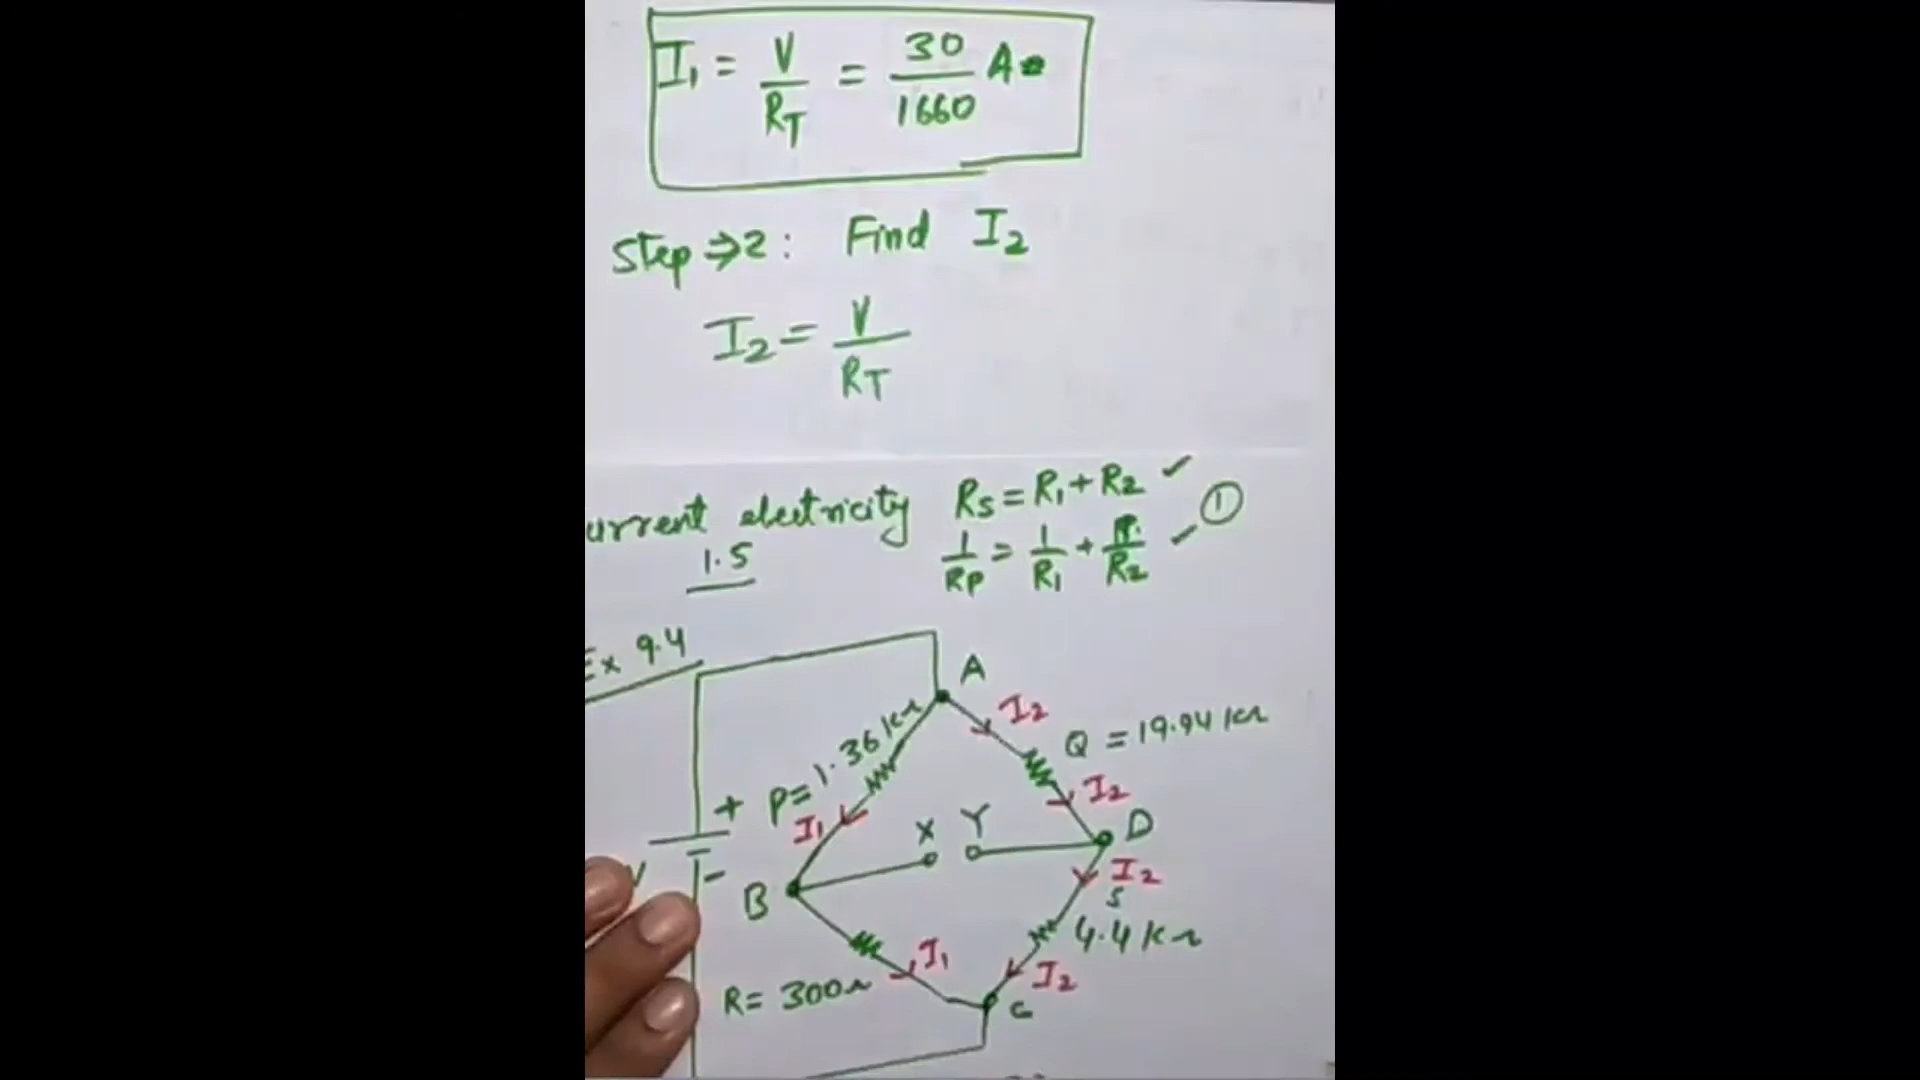 I₁ = V/R_T = 30/1660 A
Step ⇒ 2: Find I₂
I₂ = V/R_T
urrent electricity R_S = R₁ + R₂ ✓ ①
1.5
1/R_P = 1/R₁ + /R₂ ✓
Ex 9.4
A
I₂
P = 1.36 kΩ
Q = 19.94 kΩ
+
I₁
X Y
I₂
D
V
-
B
I₂
S
4.4 kΩ
I₁
I₂
R = 300Ω
C